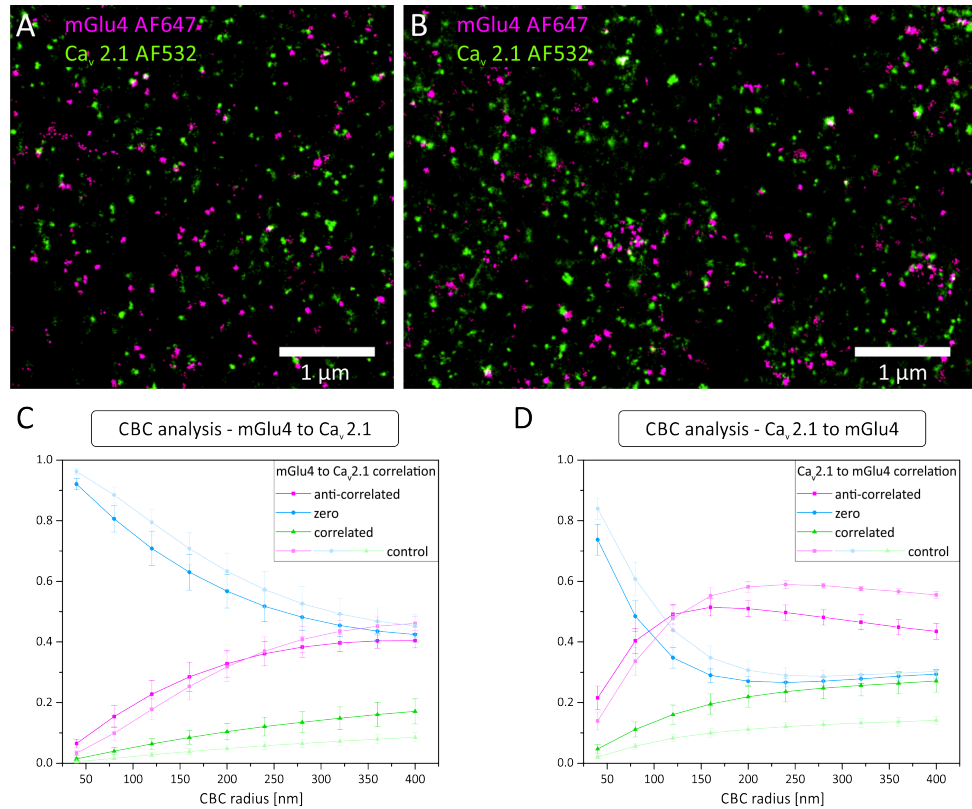 A
mGlu4 AF647
Caᵥ 2.1 AF532
1 µm
B
mGlu4 AF647
Caᵥ 2.1 AF532
1 µm
C
CBC analysis - mGlu4 to Caᵥ2.1
mGlu4 to Caᵥ2.1 correlation
anti-correlated
zero
correlated
control
1.0
0.8
0.6
0.4
0.2
0.0
50 100 150 200 250 300 350 400
CBC radius [nm]
D
CBC analysis - Caᵥ2.1 to mGlu4
Caᵥ2.1 to mGlu4 correlation
anti-correlated
zero
correlated
control
1.0
0.8
0.6
0.4
0.2
0.0
50 100 150 200 250 300 350 400
CBC radius [nm]